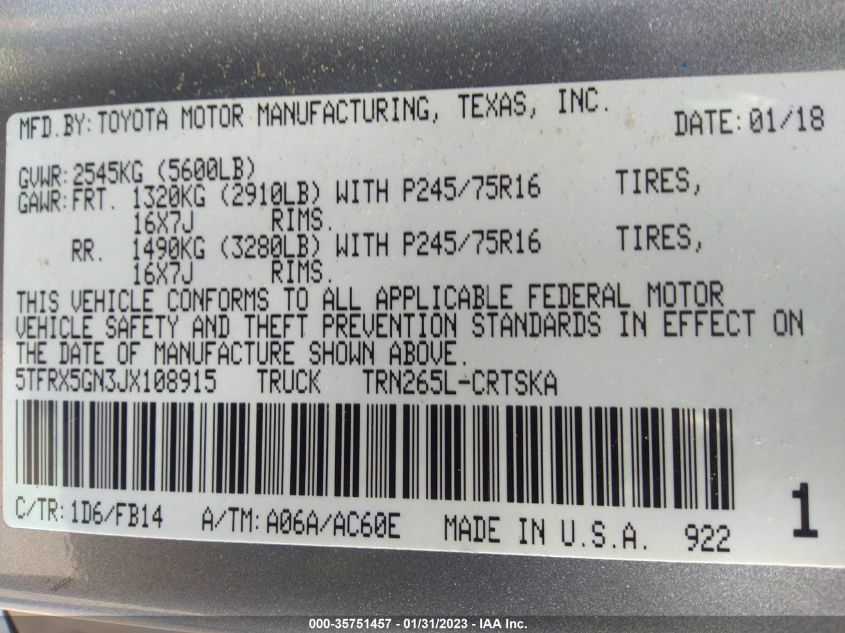 MFD.BY: TOYOTA MOTOR MANUFACTURING, TEXAS, INC.
DATE: 01/18
GVWR: 2545KG (5600LB)
GAWR: FRT. 1320KG (2910LB) WITH P245/75R16 TIRES,
16X7J RIMS.
RR. 1490KG (3280LB) WITH P245/75R16 TIRES,
16X7J RIMS.
THIS VEHICLE CONFORMS TO ALL APPLICABLE FEDERAL MOTOR
VEHICLE SAFETY AND THEFT PREVENTION STANDARDS IN EFFECT ON
THE DATE OF MANUFACTURE SHOWN ABOVE.
5TFRX5GN3JX108915 TRUCK TRN265L-CRTSKA
C/TR: 1D6/FB14 A/TM: A06A/AC60E MADE IN U.S.A. 922 1
000-35751457 - 01/31/2023 - IAA Inc.